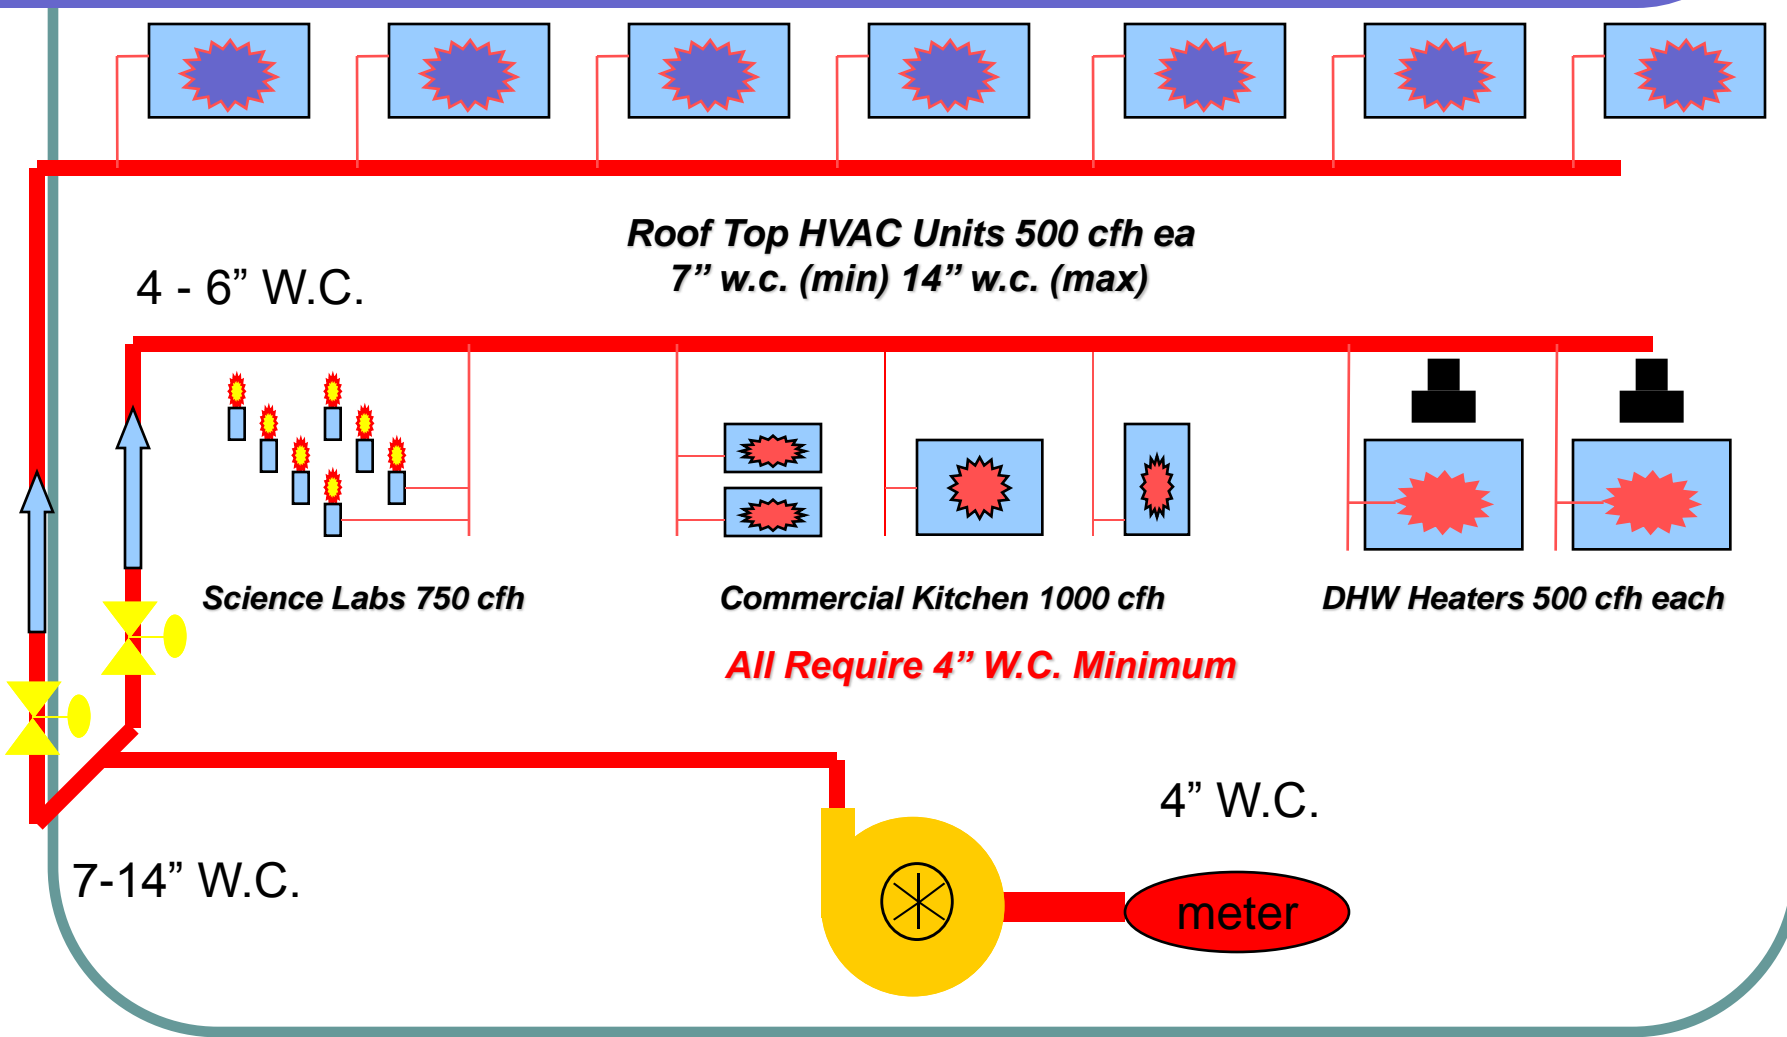 Roof Top HVAC Units 500 cfh ea
7” w.c. (min) 14” w.c. (max)
4 - 6” W.C.
Science Labs 750 cfh
Commercial Kitchen 1000 cfh
DHW Heaters 500 cfh each
All Require 4” W.C. Minimum
4” W.C.
7-14” W.C.
meter